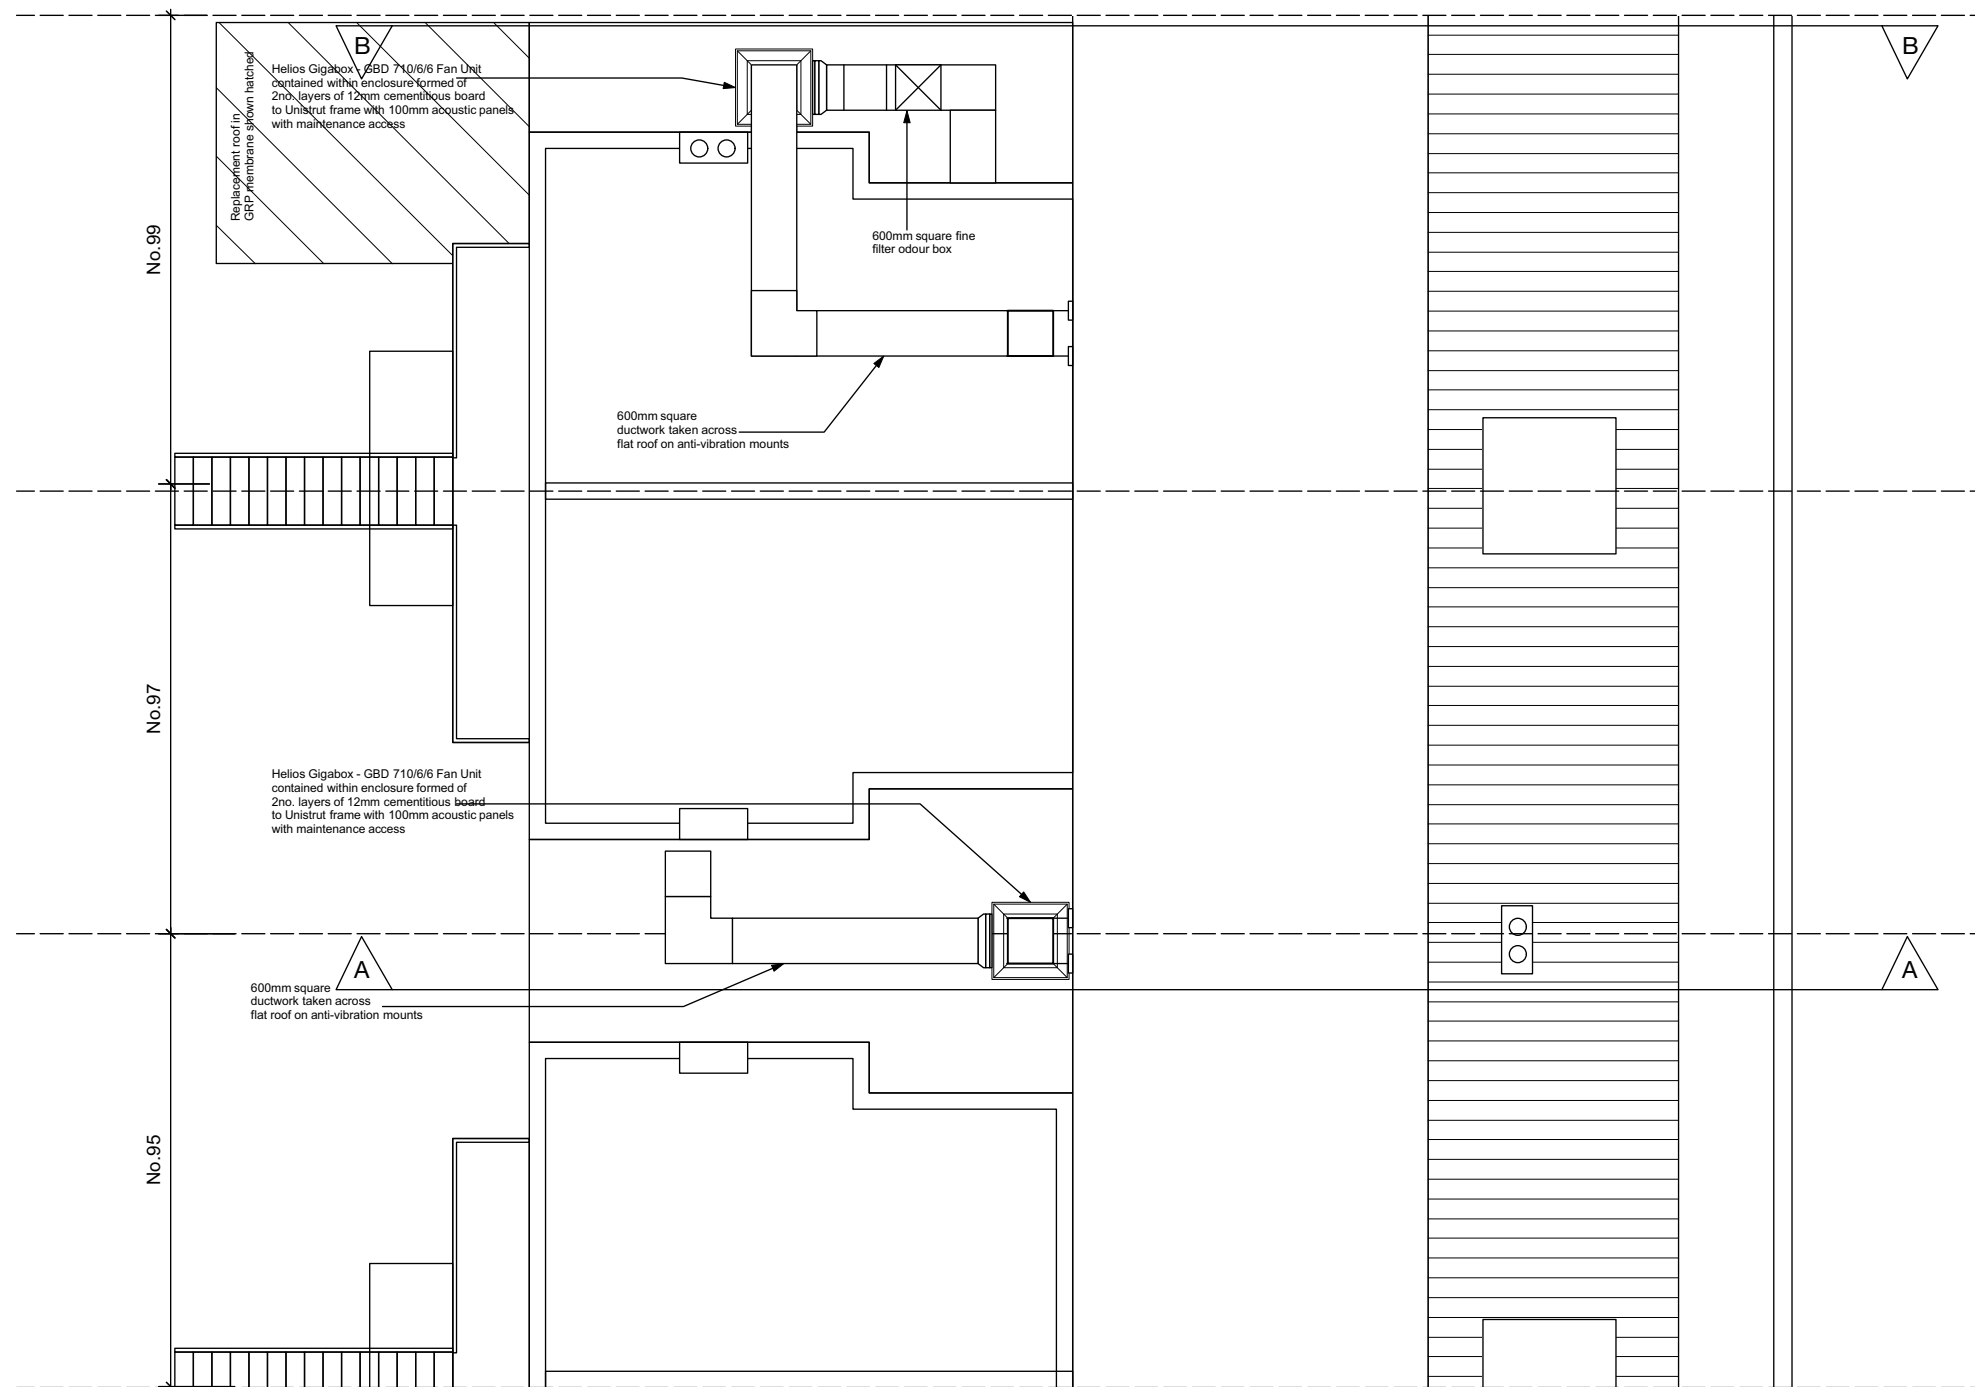 B
B
Helios Gigabox - GBD 710/6/6 Fan Unit
contained within enclosure formed of
2no. layers of 12mm cementitious board
to Unistrut frame with 100mm acoustic panels
with maintenance access
Replacement roof in
GRP membrane shown hatched
600mm square fine
filter odour box
No.99
600mm square
ductwork taken across
flat roof on anti-vibration mounts
No.97
Helios Gigabox - GBD 710/6/6 Fan Unit
contained within enclosure formed of
2no. layers of 12mm cementitious board
to Unistrut frame with 100mm acoustic panels
with maintenance access
A
A
600mm square
ductwork taken across
flat roof on anti-vibration mounts
No.95